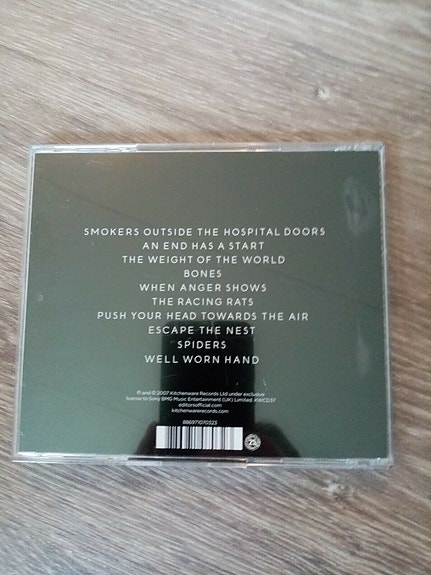 SMOKERS OUTSIDE THE HOSPITAL DOORS
AN END HAS A START
THE WEIGHT OF THE WORLD
BONES
WHEN ANGER SHOWS
THE RACING RATS
PUSH YOUR HEAD TOWARDS THE AIR
ESCAPE THE NEST
SPIDERS
WELL WORN HAND
℗ and © 2007 Kitchenware Records Ltd under exclusive
license to Sony BMG Music Entertainment (UK) Limited. KWCD37
editorsofficial.com
kitchenwarerecords.com
886971070323